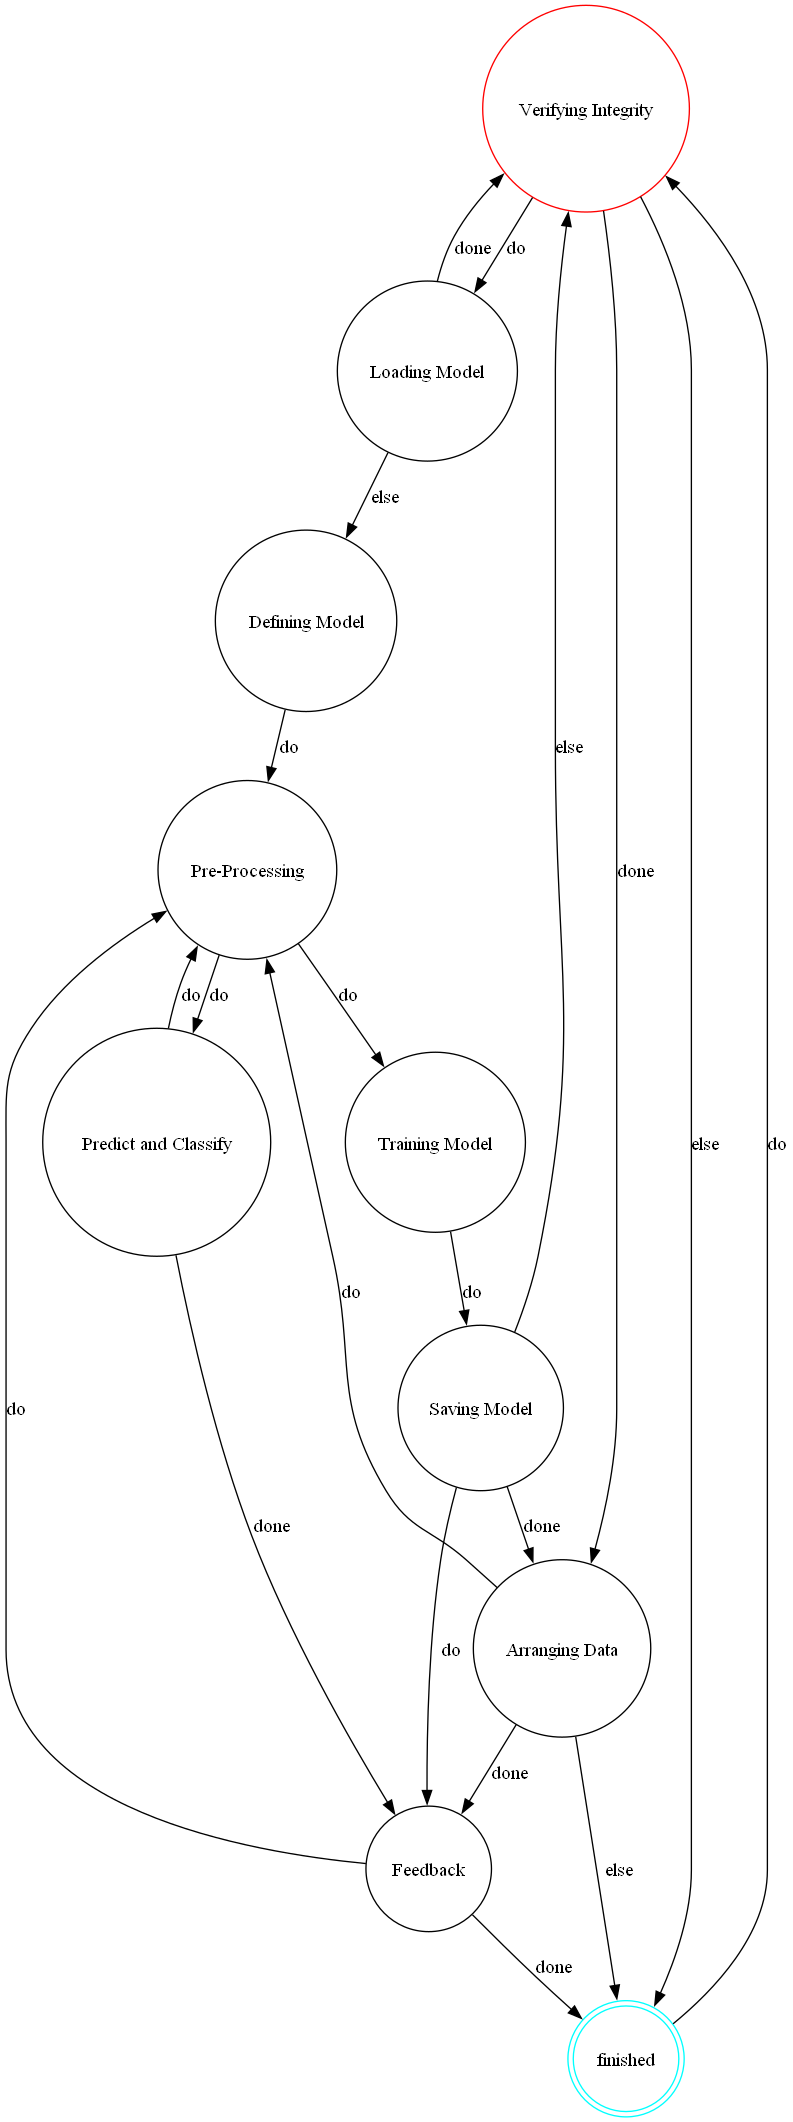 Verifying Integrity
done
do
Loading Model
else
Defining Model
do
else
Pre-Processing
done
do
do
do
Predict and Classify
Training Model
else
do
do
do
do
Saving Model
done
done
do
Arranging Data
done
Feedback
else
done
finished